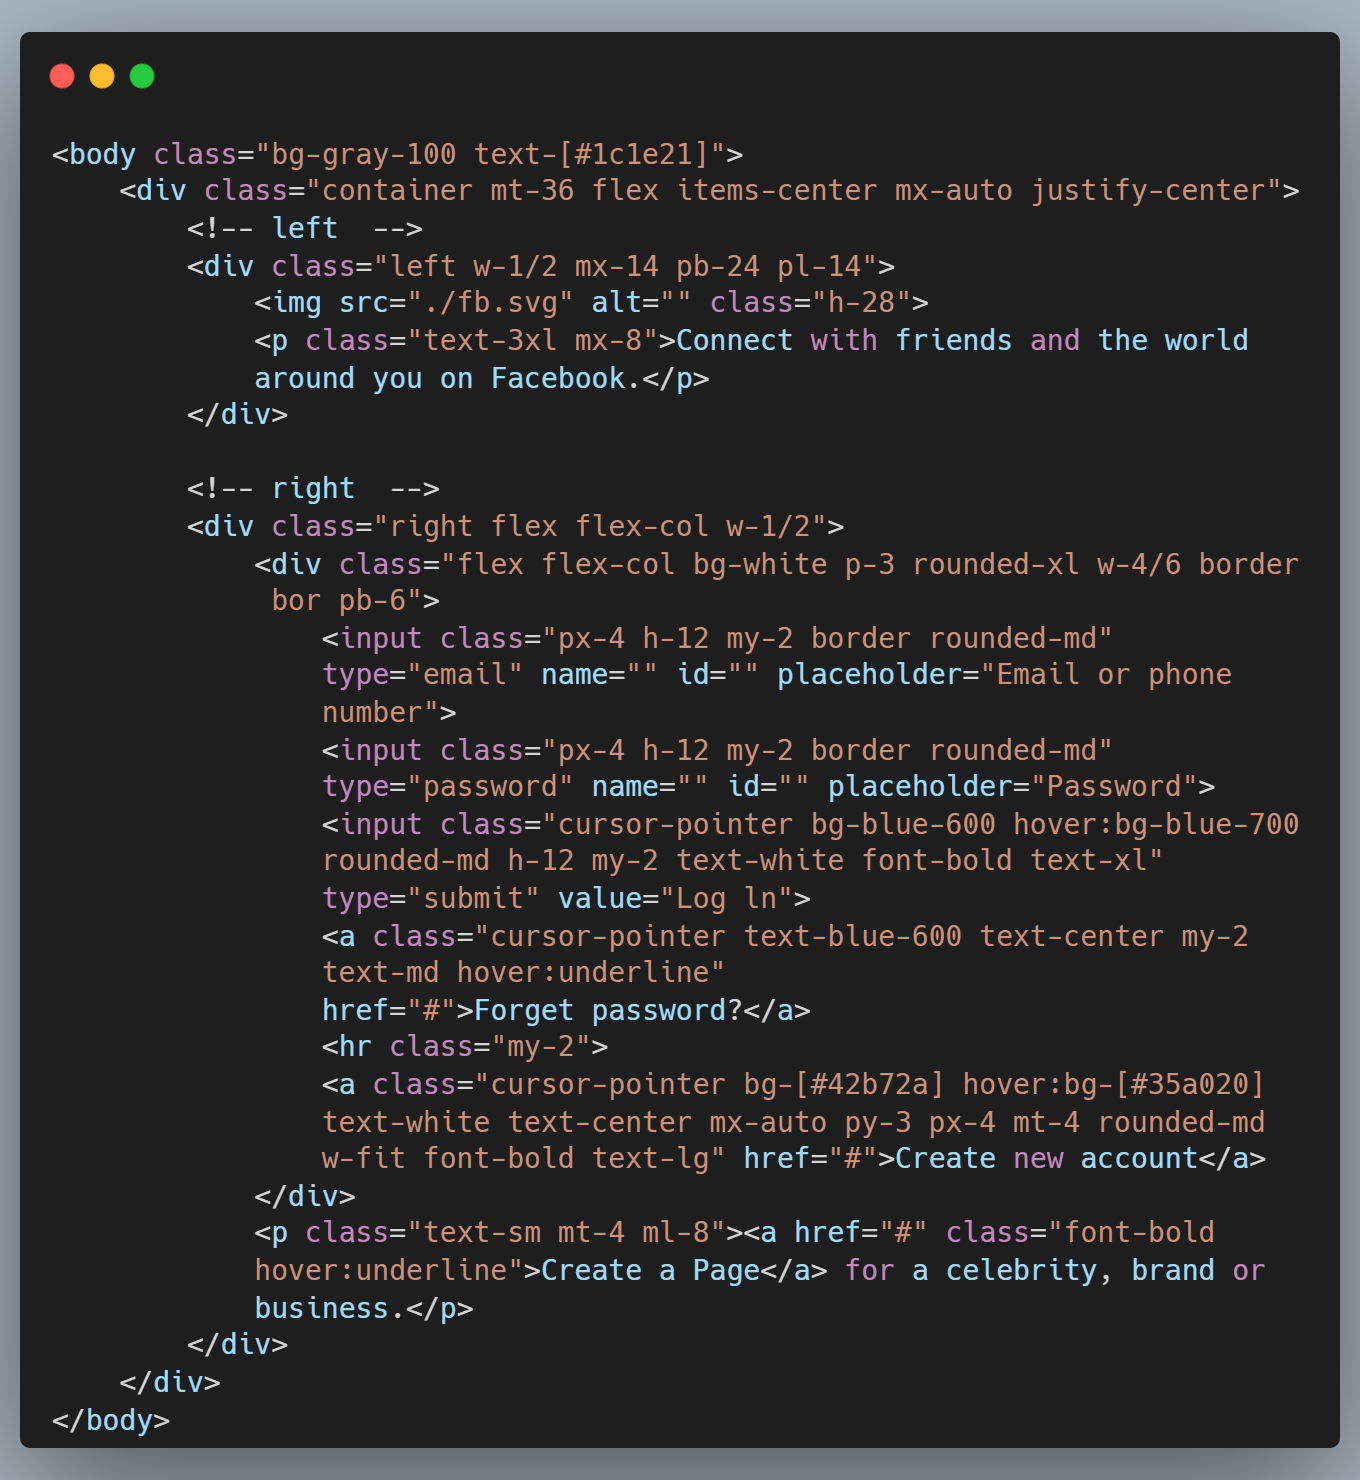 <body class="bg-gray-100 text-[#1c1e21]">
    <div class="container mt-36 flex items-center mx-auto justify-center">
        <!-- left  -->
        <div class="left w-1/2 mx-14 pb-24 pl-14">
            <img src="./fb.svg" alt="" class="h-28">
            <p class="text-3xl mx-8">Connect with friends and the world
            around you on Facebook.</p>
        </div>

        <!-- right  -->
        <div class="right flex flex-col w-1/2">
            <div class="flex flex-col bg-white p-3 rounded-xl w-4/6 border
             bor pb-6">
                <input class="px-4 h-12 my-2 border rounded-md"
                type="email" name="" id="" placeholder="Email or phone
                number">
                <input class="px-4 h-12 my-2 border rounded-md"
                type="password" name="" id="" placeholder="Password">
                <input class="cursor-pointer bg-blue-600 hover:bg-blue-700
                rounded-md h-12 my-2 text-white font-bold text-xl"
                type="submit" value="Log ln">
                <a class="cursor-pointer text-blue-600 text-center my-2
                text-md hover:underline"
                href="#">Forget password?</a>
                <hr class="my-2">
                <a class="cursor-pointer bg-[#42b72a] hover:bg-[#35a020]
                text-white text-center mx-auto py-3 px-4 mt-4 rounded-md
                w-fit font-bold text-lg" href="#">Create new account</a>
            </div>
            <p class="text-sm mt-4 ml-8"><a href="#" class="font-bold
            hover:underline">Create a Page</a> for a celebrity, brand or
            business.</p>
        </div>
    </div>
</body>